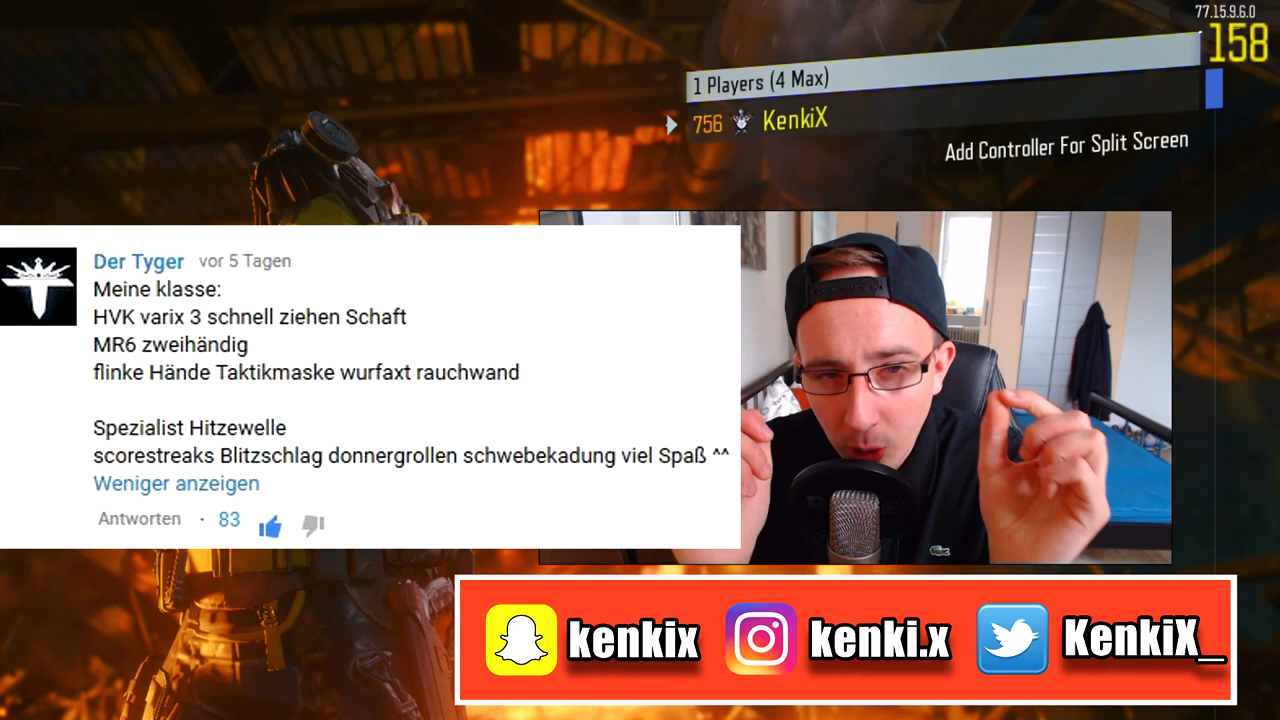 77.15.9.6.0
158
1 Players (4 Max)
756 KenkiX
Add Controller For Split Screen
Der Tyger vor 5 Tagen
Meine klasse:
HVK varix 3 schnell ziehen Schaft
MR6 zweihändig
flinke Hände Taktikmaske wurfaxt rauchwand
Spezialist Hitzewelle
scorestreaks Blitzschlag donnergrollen schwebekadung viel Spaß ^^
Weniger anzeigen
Antworten · 83
kenkix kenki.x KenkiX_